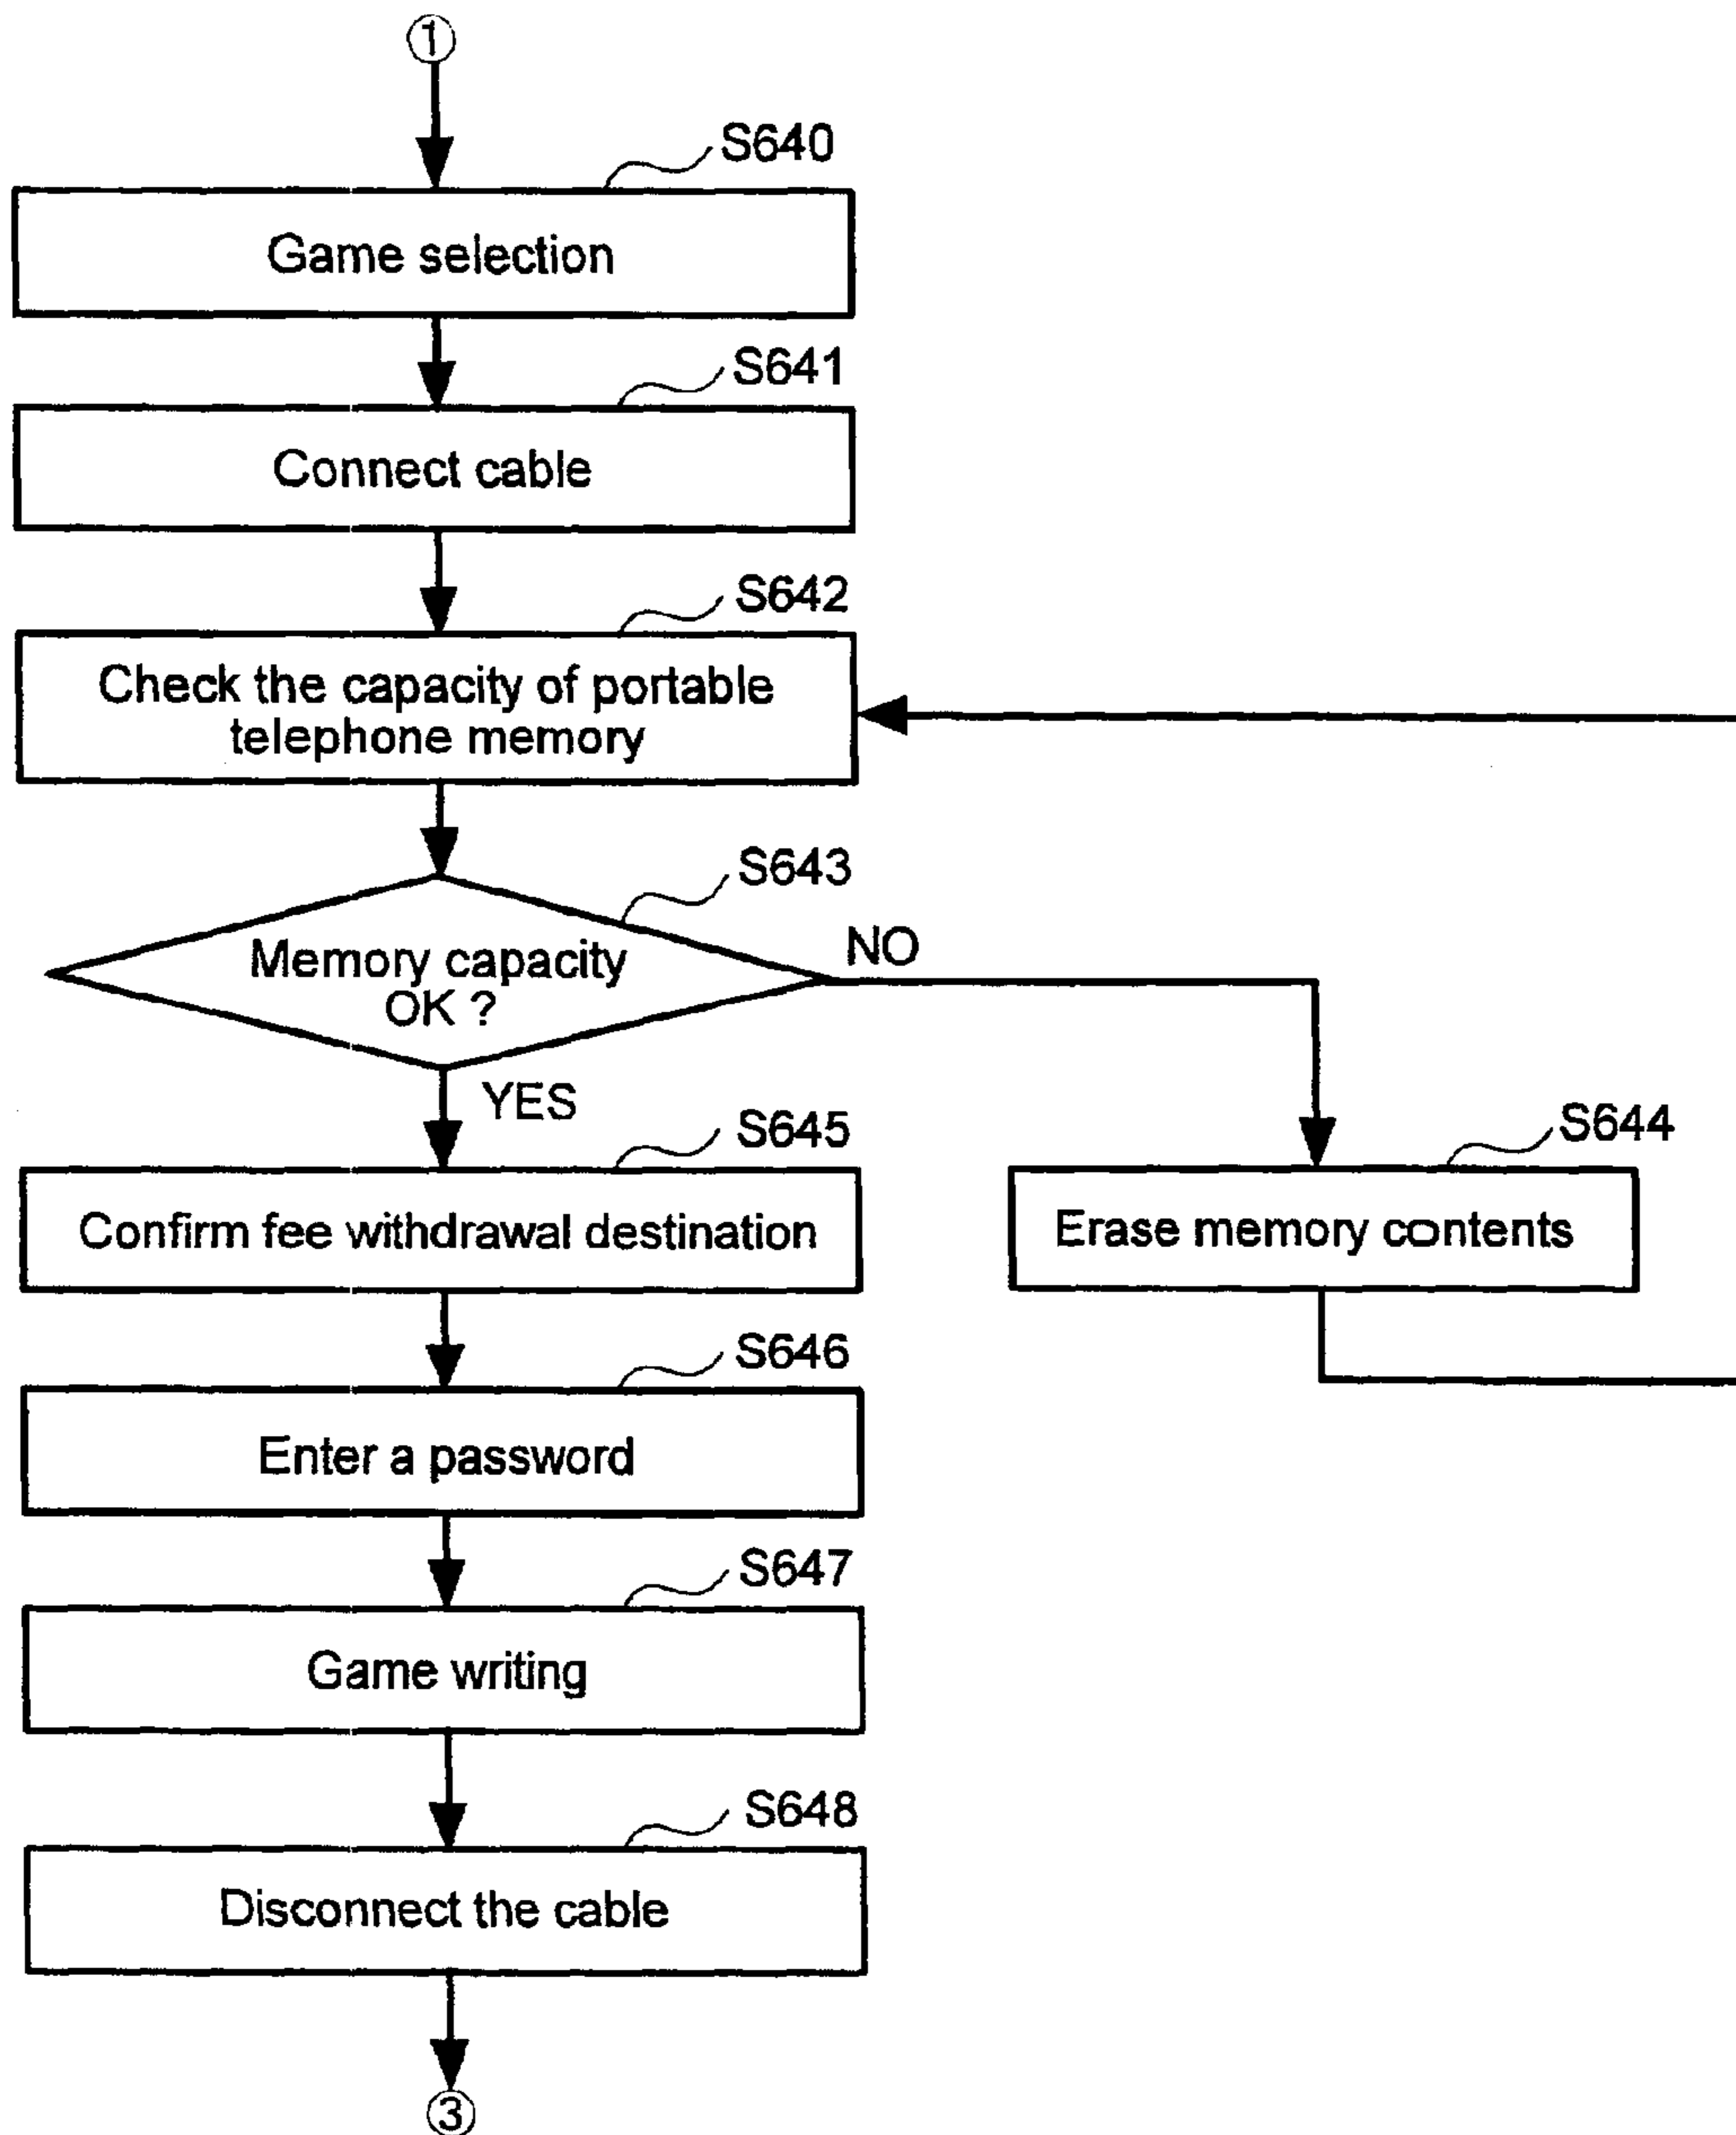 ①
S640
Game selection
S641
Connect cable
S642
Check the capacity of portable
telephone memory
S643
Memory capacity
OK ?
NO
YES
S645
Confirm fee withdrawal destination
S644
Erase memory contents
S646
Enter a password
S647
Game writing
S648
Disconnect the cable
③